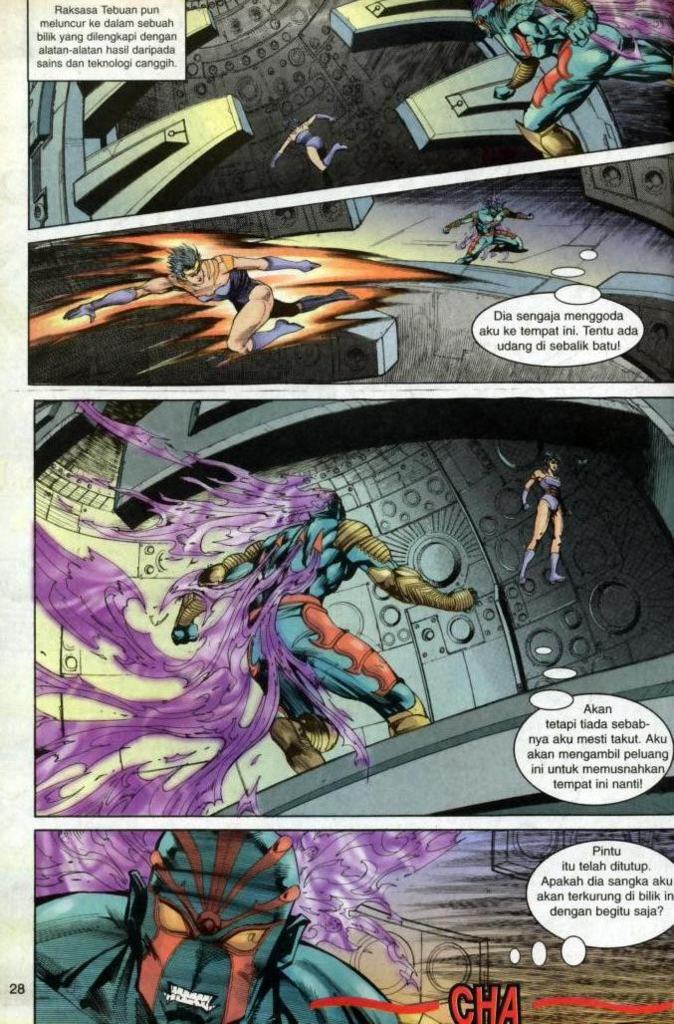 Raksasa Tebuan pun
meluncur ke dalam sebuah
bilik yang dilengkapi dengan
alatan-alatan hasil daripada
sains dan teknologi canggih.
Dia sengaja menggoda
aku ke tempat ini. Tentu ada
udang di sebalik batu!
Akan
tetapi tiada sebab-
nya aku mesti takut. Aku
akan mengambil peluang
ini untuk memusnahkan
tempat ini nanti!
Pintu
itu telah ditutup.
Apakah dia sangka aku
akan terkurung di bilik in
dengan begitu saja?
28
CHA